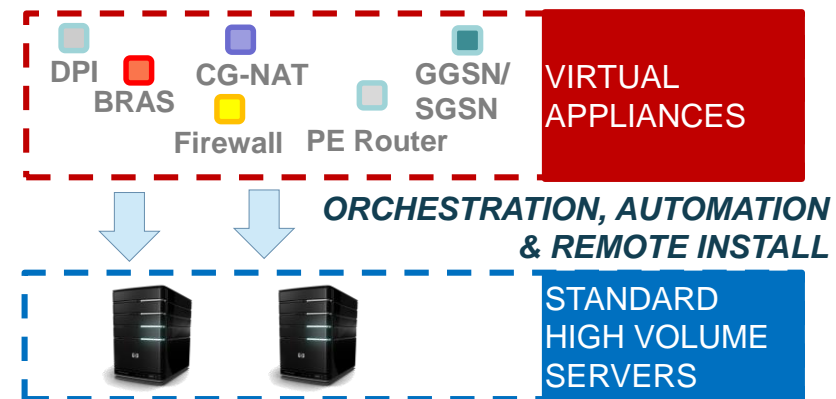 DPI
BRAS
CG-NAT
Firewall
PE Router
GGSN/
SGSN
VIRTUAL
APPLIANCES
ORCHESTRATION, AUTOMATION
& REMOTE INSTALL
STANDARD
HIGH VOLUME
SERVERS